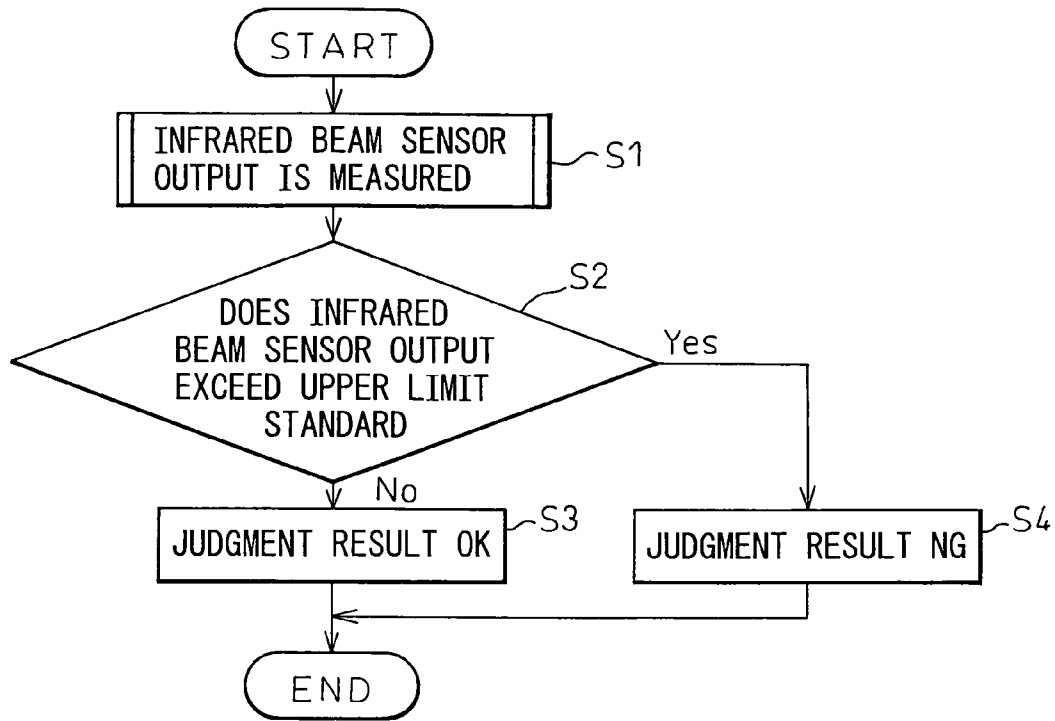 START
INFRARED BEAM SENSOR
OUTPUT IS MEASURED
S1
S2
DOES INFRARED
BEAM SENSOR OUTPUT
EXCEED UPPER LIMIT
STANDARD
Yes
No
JUDGMENT RESULT OK
S3
JUDGMENT RESULT NG
S4
END